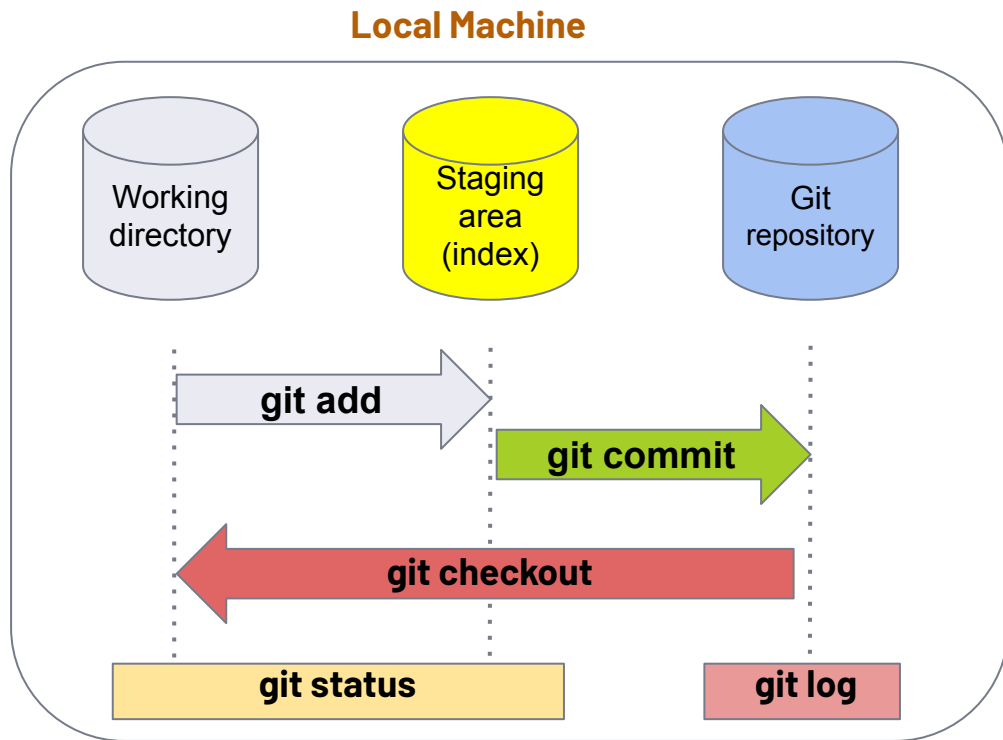 Local Machine
Working
directory
Staging
area
(index)
Git
repository
git add
git commit
git checkout
git status
git log